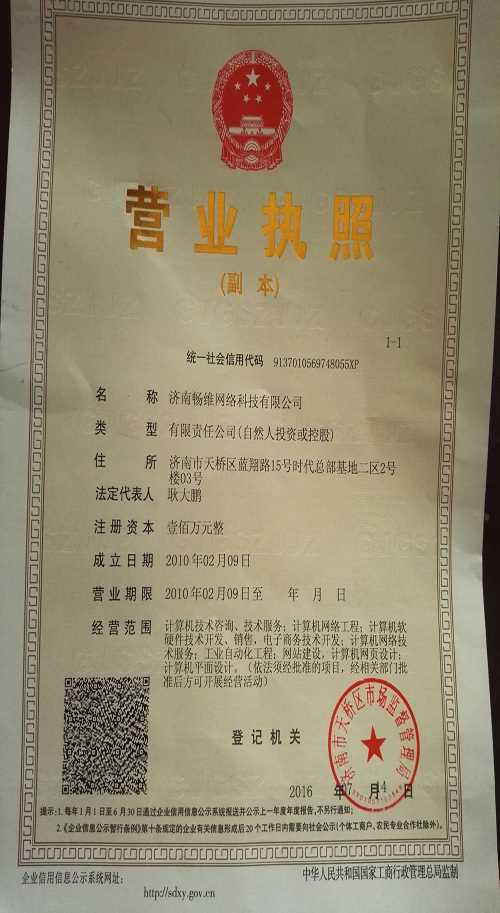 营业执照
(副本)
1-1
统一社会信用代码 9137010569748055XP
名称 济南畅维网络科技有限公司
类型 有限责任公司(自然人投资或控股)
住所 济南市天桥区蓝翔路15号时代总部基地二区2号
楼03号
法定代表人 耿大鹏
注册资本 壹佰万元整
成立日期 2010年02月09日
营业期限 2010年02月09日至 年 月 日
经营范围 计算机技术咨询、技术服务;计算机网络工程;计算机软
硬件技术开发、销售,电子商务技术开发;计算机网络技
术服务;工业自动化工程;网站建设,计算机网页设计;
计算机平面设计。(依法须经批准的项目,经相关部门批
准后方可开展经营活动)
登记机关
济南市天桥区市场监督管理局
2016 年7 月4 日
提示:1.每年1月1日至6月30日通过企业信用信息公示系统报送并公示上一年度年度报告,不另行通知;
2.《企业信息公示暂行条例》第十条规定的企业有关信息形成后20个工作日内需要向社会公示(个体工商户、农民专业合作社除外)。
企业信用信息公示系统网址:
http://sdxy.gov.cn
中华人民共和国国家工商行政管理总局监制